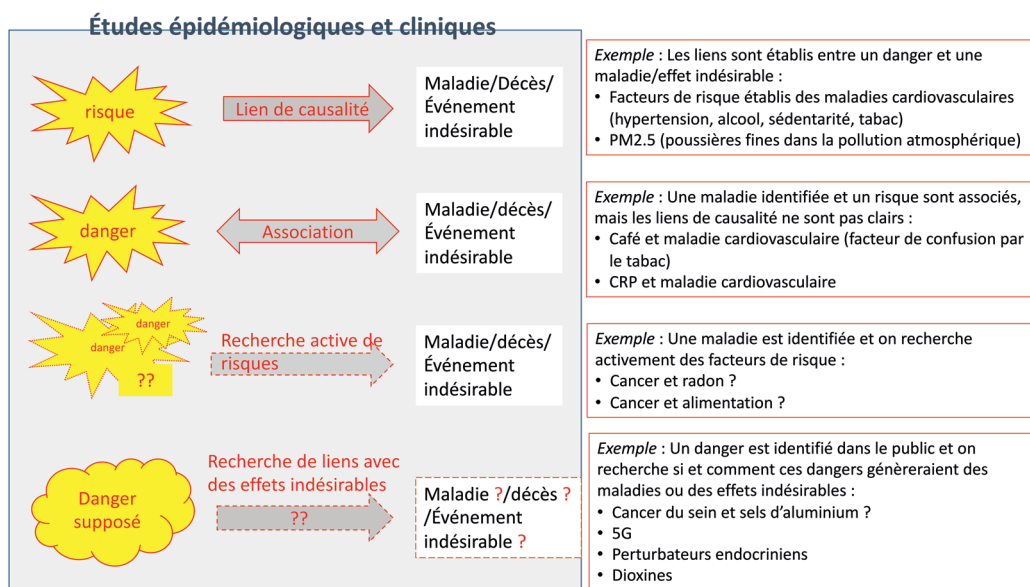 Études épidémiologiques et cliniques
risque
Lien de causalité
Maladie/Décès/
Événement
indésirable
Exemple : Les liens sont établis entre un danger et une
maladie/effet indésirable :
• Facteurs de risque établis des maladies cardiovasculaires
(hypertension, alcool, sédentarité, tabac)
• PM2.5 (poussières fines dans la pollution atmosphérique)
danger
Association
Maladie/décès/
Événement
indésirable
Exemple : Une maladie identifiée et un risque sont associés,
mais les liens de causalité ne sont pas clairs :
• Café et maladie cardiovasculaire (facteur de confusion par
le tabac)
• CRP et maladie cardiovasculaire
danger
danger
??
Recherche active de
risques
Maladie/décès/
Événement
indésirable
Exemple : Une maladie est identifiée et on recherche
activement des facteurs de risque :
• Cancer et radon ?
• Cancer et alimentation ?
Danger
supposé
Recherche de liens avec
des effets indésirables
??
Maladie ?/décès ?
/Événement
indésirable ?
Exemple : Un danger est identifié dans le public et on
recherche si et comment ces dangers génèreraient des
maladies ou des effets indésirables :
• Cancer du sein et sels d'aluminium ?
• 5G
• Perturbateurs endocriniens
• Dioxines